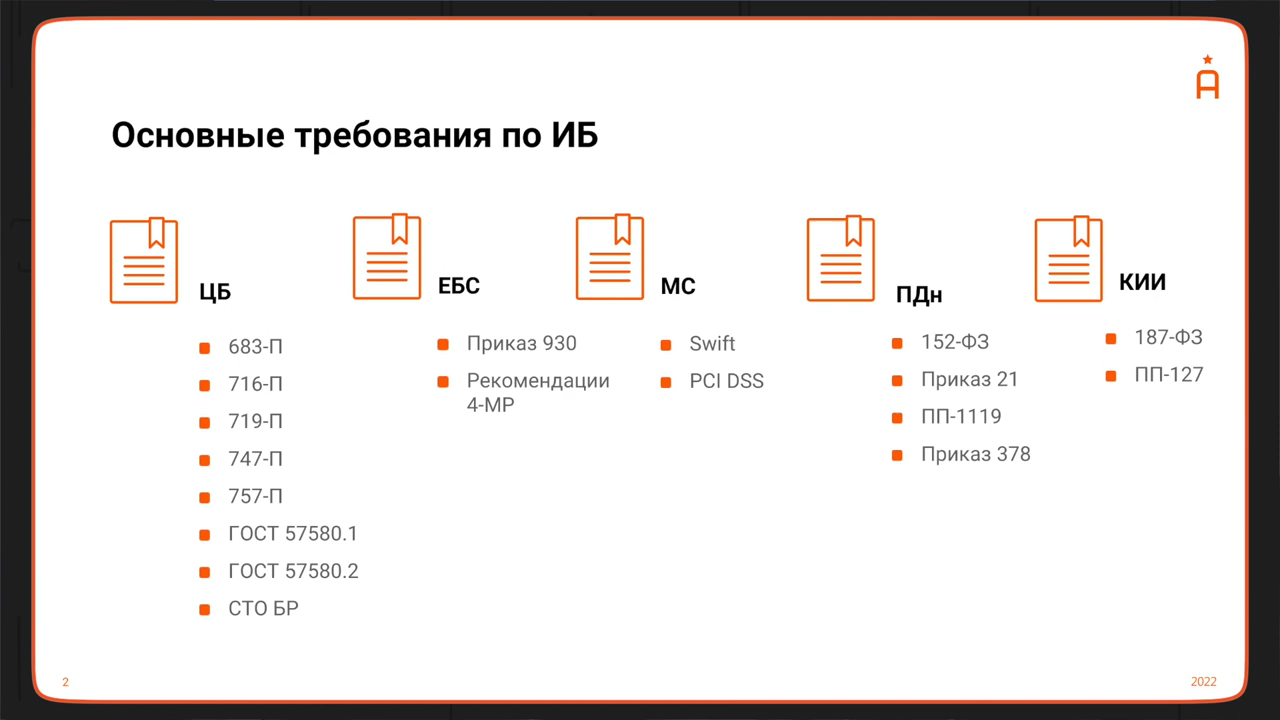 Основные требования по ИБ
ЦБ
683-П
716-П
719-П
747-П
757-П
ГОСТ 57580.1
ГОСТ 57580.2
СТО БР
ЕБС
Приказ 930
Рекомендации
4-МР
МС
Swift
PCI DSS
ПДн
152-ФЗ
Приказ 21
ПП-1119
Приказ 378
КИИ
187-ФЗ
ПП-127
2
2022